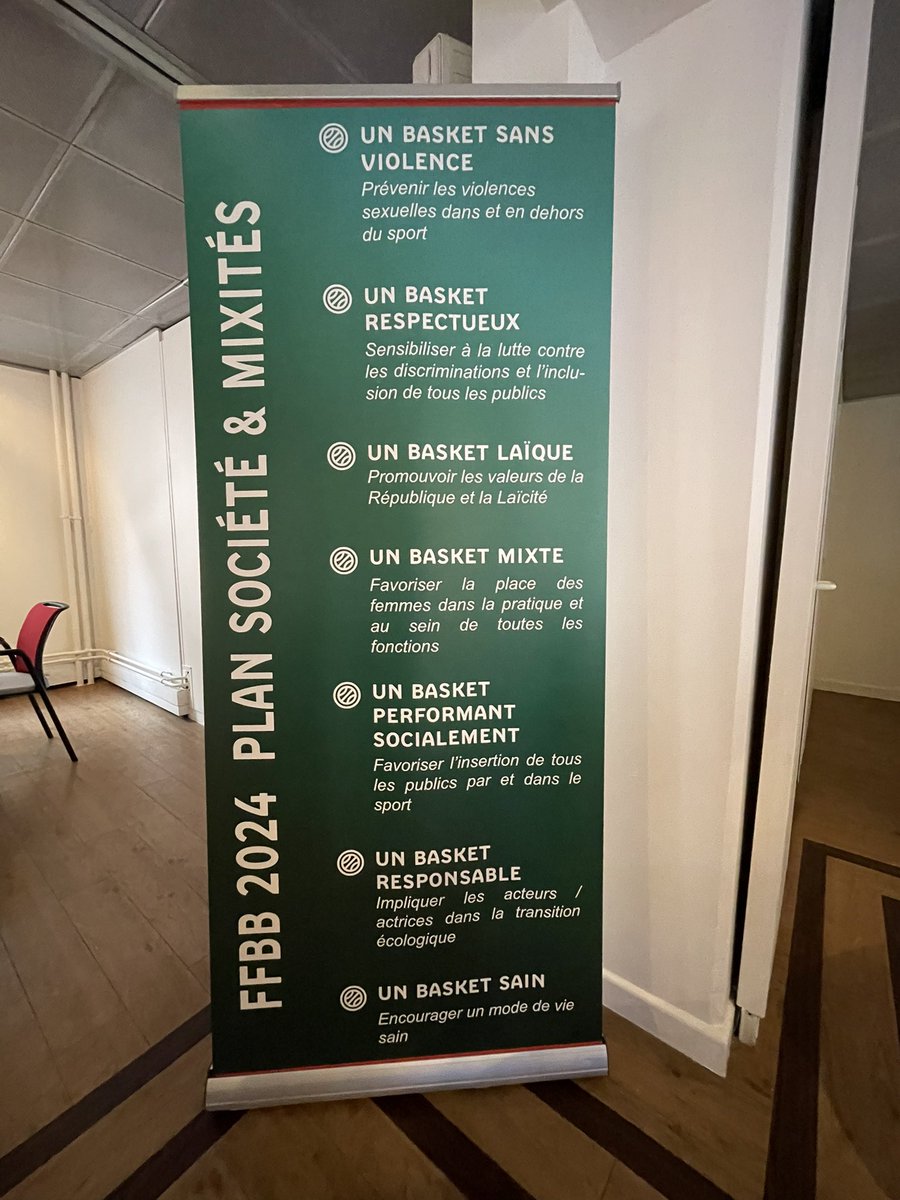 FFBB 2024 PLAN SOCIÉTÉ & MIXITÉS
UN BASKET SANS
VIOLENCE
Prévenir les violences
sexuelles dans et en dehors
du sport
UN BASKET
RESPECTUEUX
Sensibiliser à la lutte contre
les discriminations et l'inclu-
sion de tous les publics
UN BASKET LAÏQUE
Promouvoir les valeurs de la
République et la Laïcité
UN BASKET MIXTE
Favoriser la place des
femmes dans la pratique et
au sein de toutes les
fonctions
UN BASKET
PERFORMANT
SOCIALEMENT
Favoriser l'insertion de tous
les publics par et dans le
sport
UN BASKET
RESPONSABLE
Impliquer les acteurs /
actrices dans la transition
écologique
UN BASKET SAIN
Encourager un mode de vie
sain